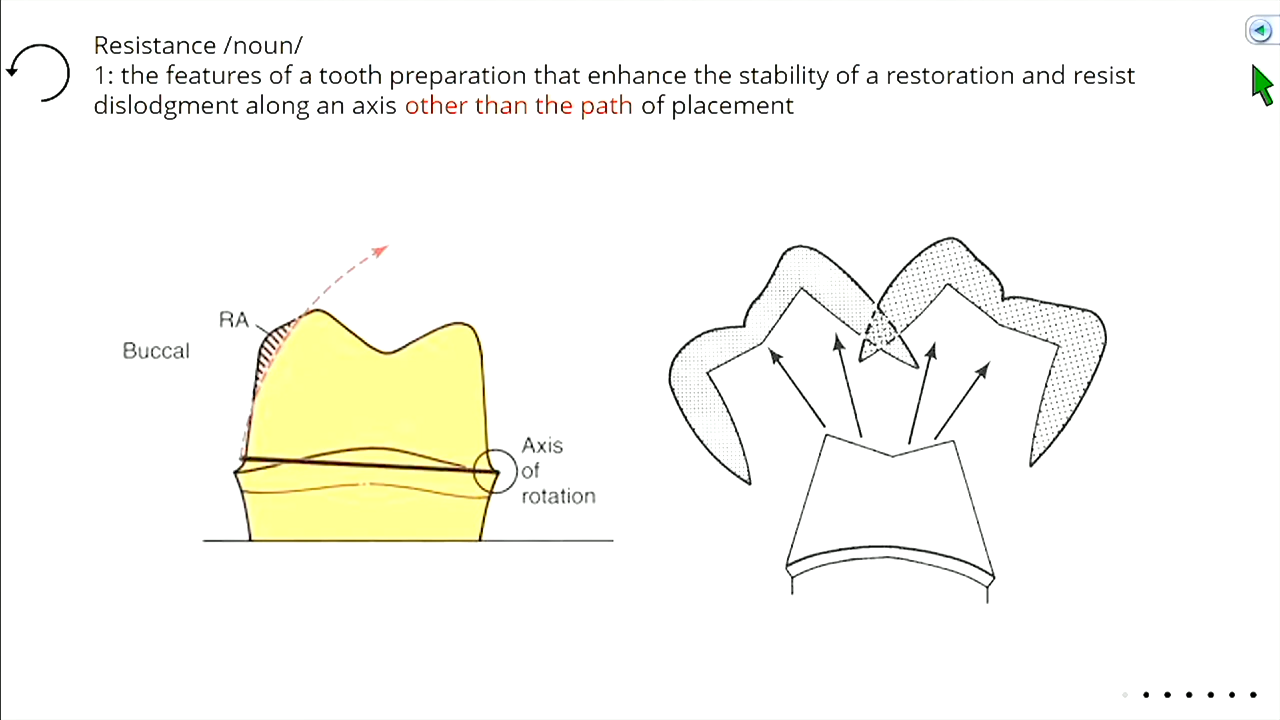 Resistance /noun/
1: the features of a tooth preparation that enhance the stability of a restoration and resist
dislodgment along an axis other than the path of placement
RA
Buccal
Axis
of
rotation